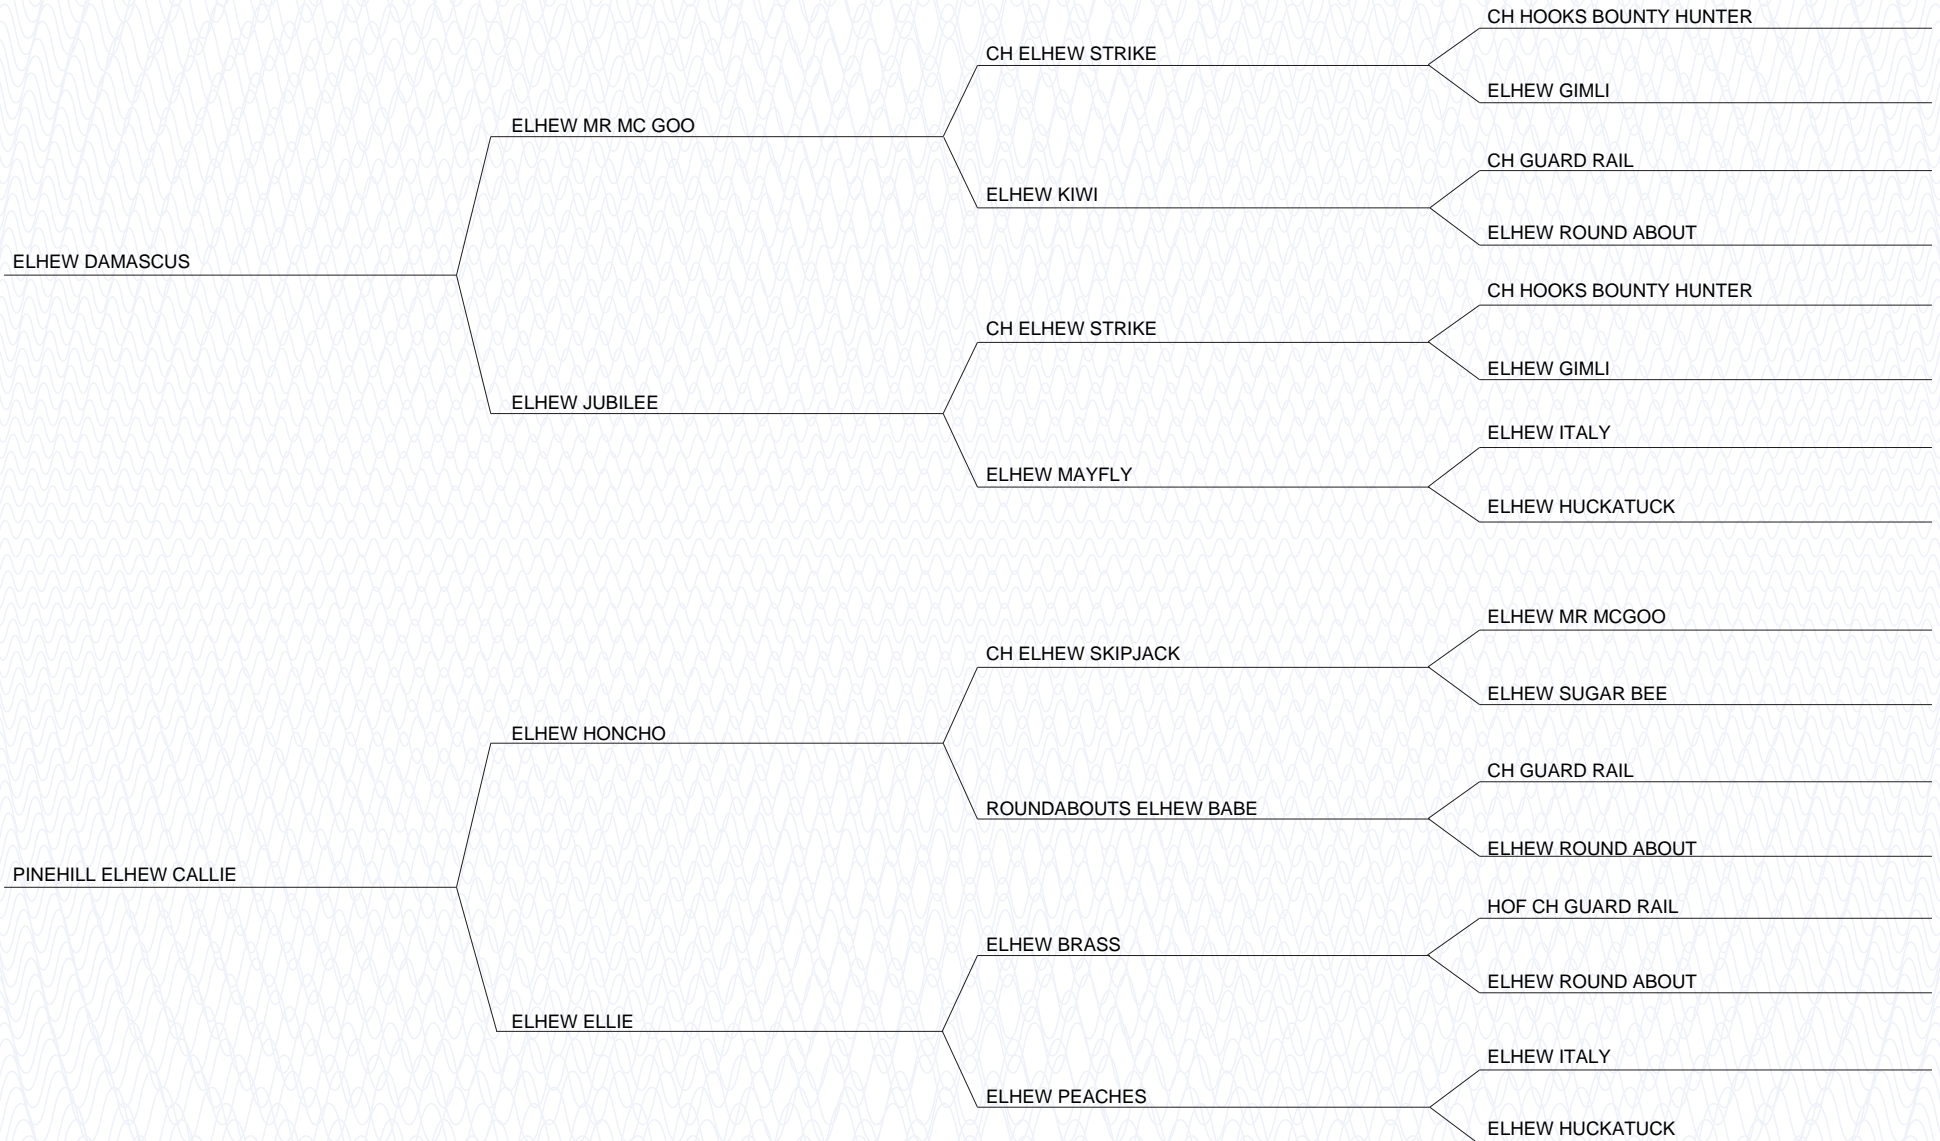 CH HOOKS BOUNTY HUNTER
CH ELHEW STRIKE
ELHEW GIMLI
ELHEW MR MC GOO
CH GUARD RAIL
ELHEW KIWI
ELHEW ROUND ABOUT
ELHEW DAMASCUS
CH HOOKS BOUNTY HUNTER
CH ELHEW STRIKE
ELHEW GIMLI
ELHEW JUBILEE
ELHEW ITALY
ELHEW MAYFLY
ELHEW HUCKATUCK
ELHEW MR MCGOO
CH ELHEW SKIPJACK
ELHEW SUGAR BEE
ELHEW HONCHO
CH GUARD RAIL
ROUNDABOUTS ELHEW BABE
ELHEW ROUND ABOUT
PINEHILL ELHEW CALLIE
HOF CH GUARD RAIL
ELHEW BRASS
ELHEW ROUND ABOUT
ELHEW ELLIE
ELHEW ITALY
ELHEW PEACHES
ELHEW HUCKATUCK